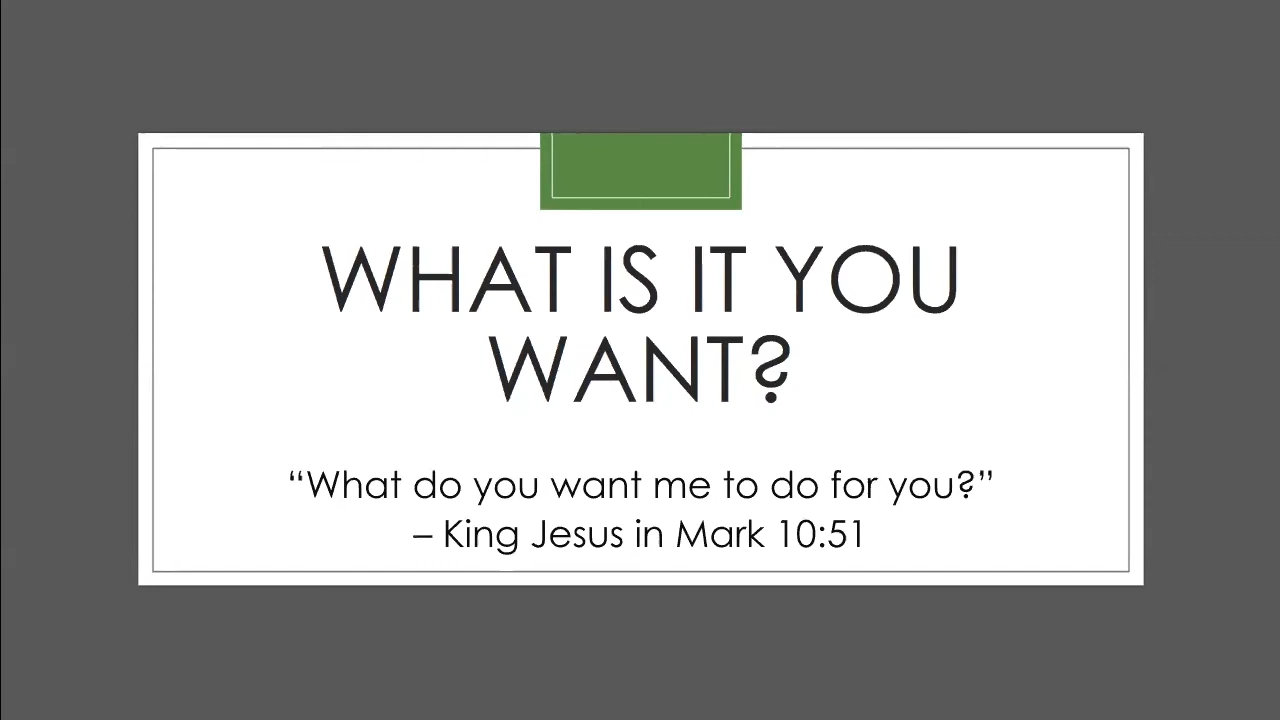 WHAT IS IT YOU
WANT?
“What do you want me to do for you?”
– King Jesus in Mark 10:51